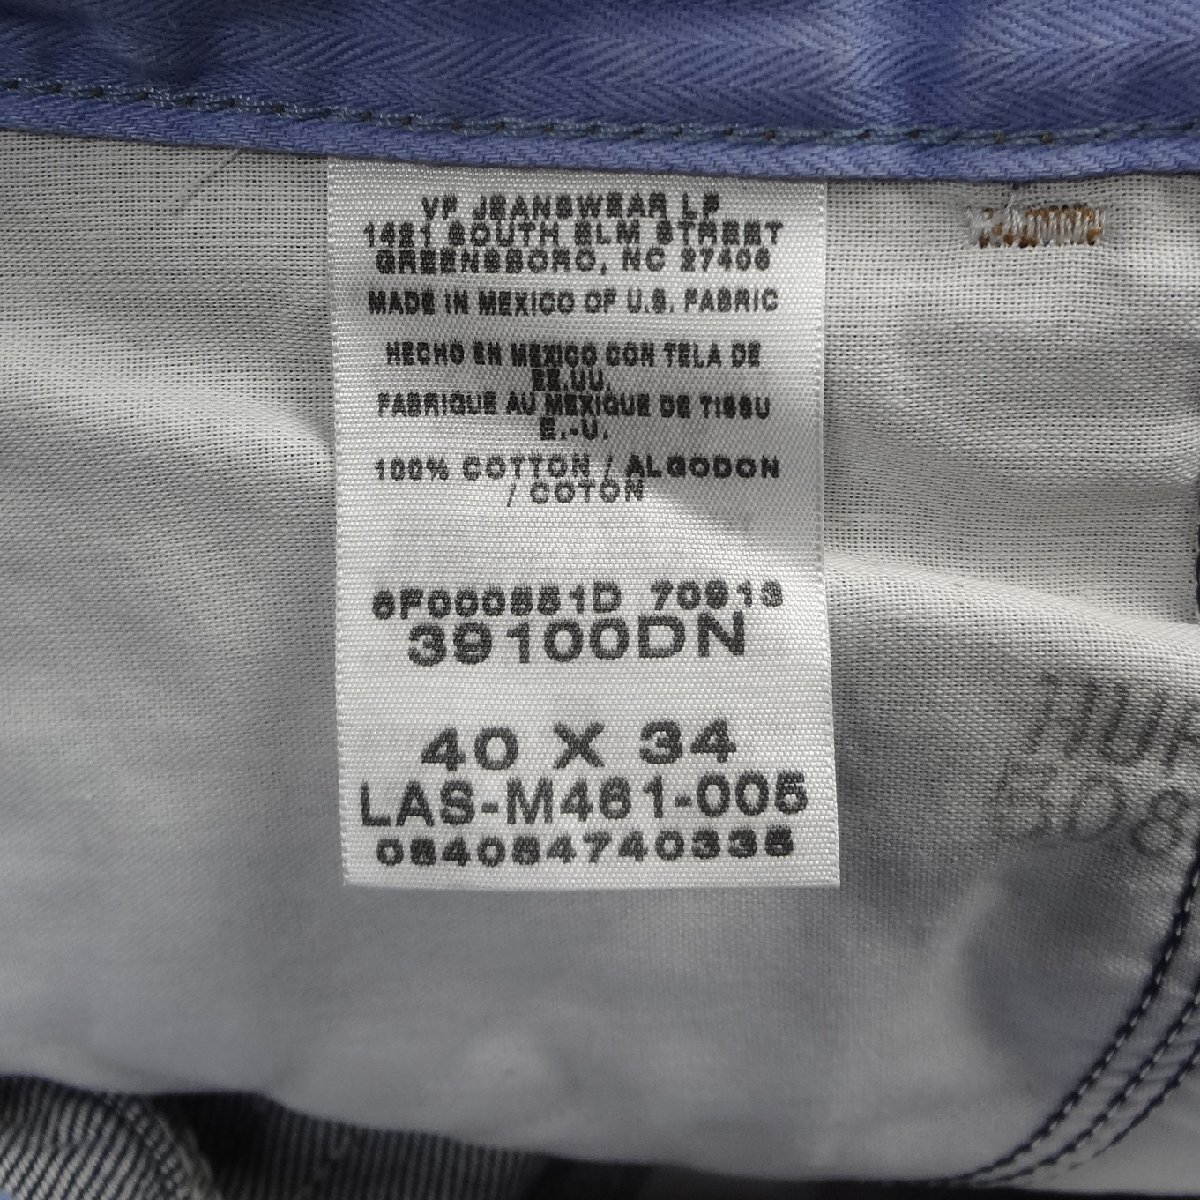 VF JEANSWEAR LP
1421 SOUTH ELM STREET
GREENSBORO, NC 27406
MADE IN MEXICO OF U.S. FABRIC
HECHO EN MEXICO CON TELA DE
EE.UU.
FABRIQUE AU MEXIQUE DE TISSU
E.-U.
100% COTTON / ALGODON
/ COTON
70913
39100DN
40 X 34
LAS-M461-005